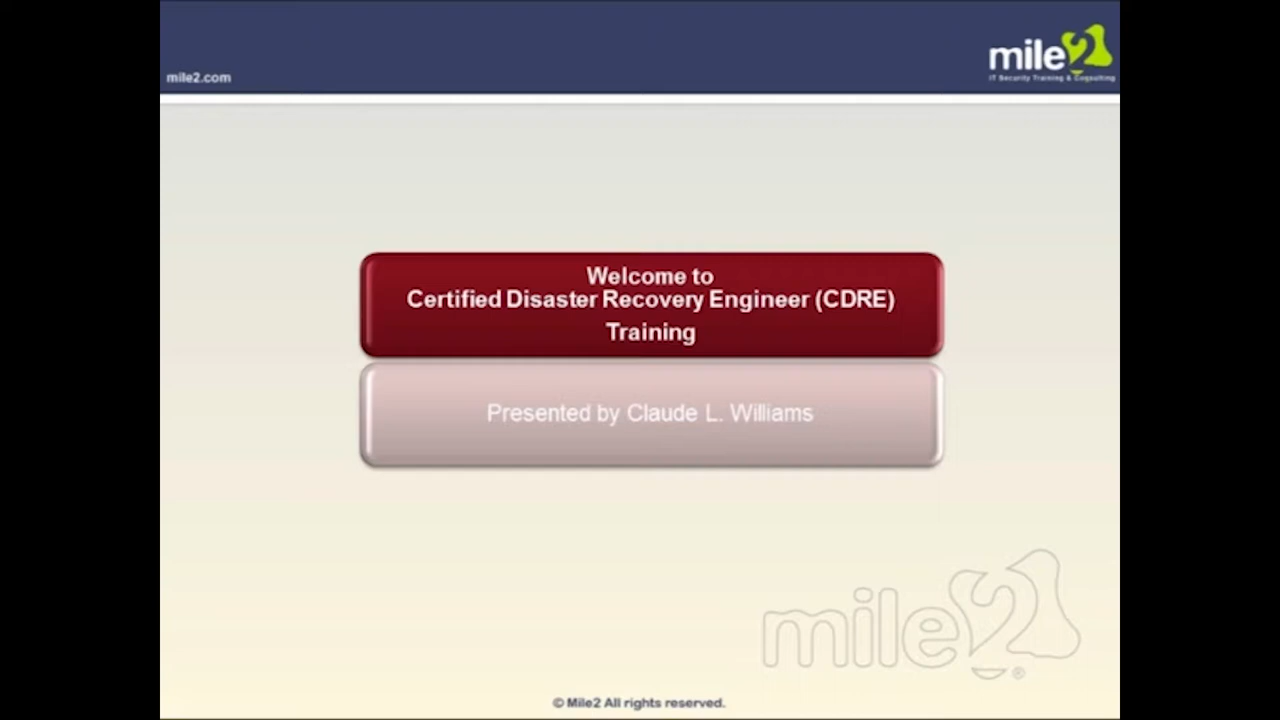 mile2
IT Security Training & Consulting
mile2.com
Welcome to
Certified Disaster Recovery Engineer (CDRE)
Training
Presented by Claude L. Williams
mile2®
© Mile2 All rights reserved.